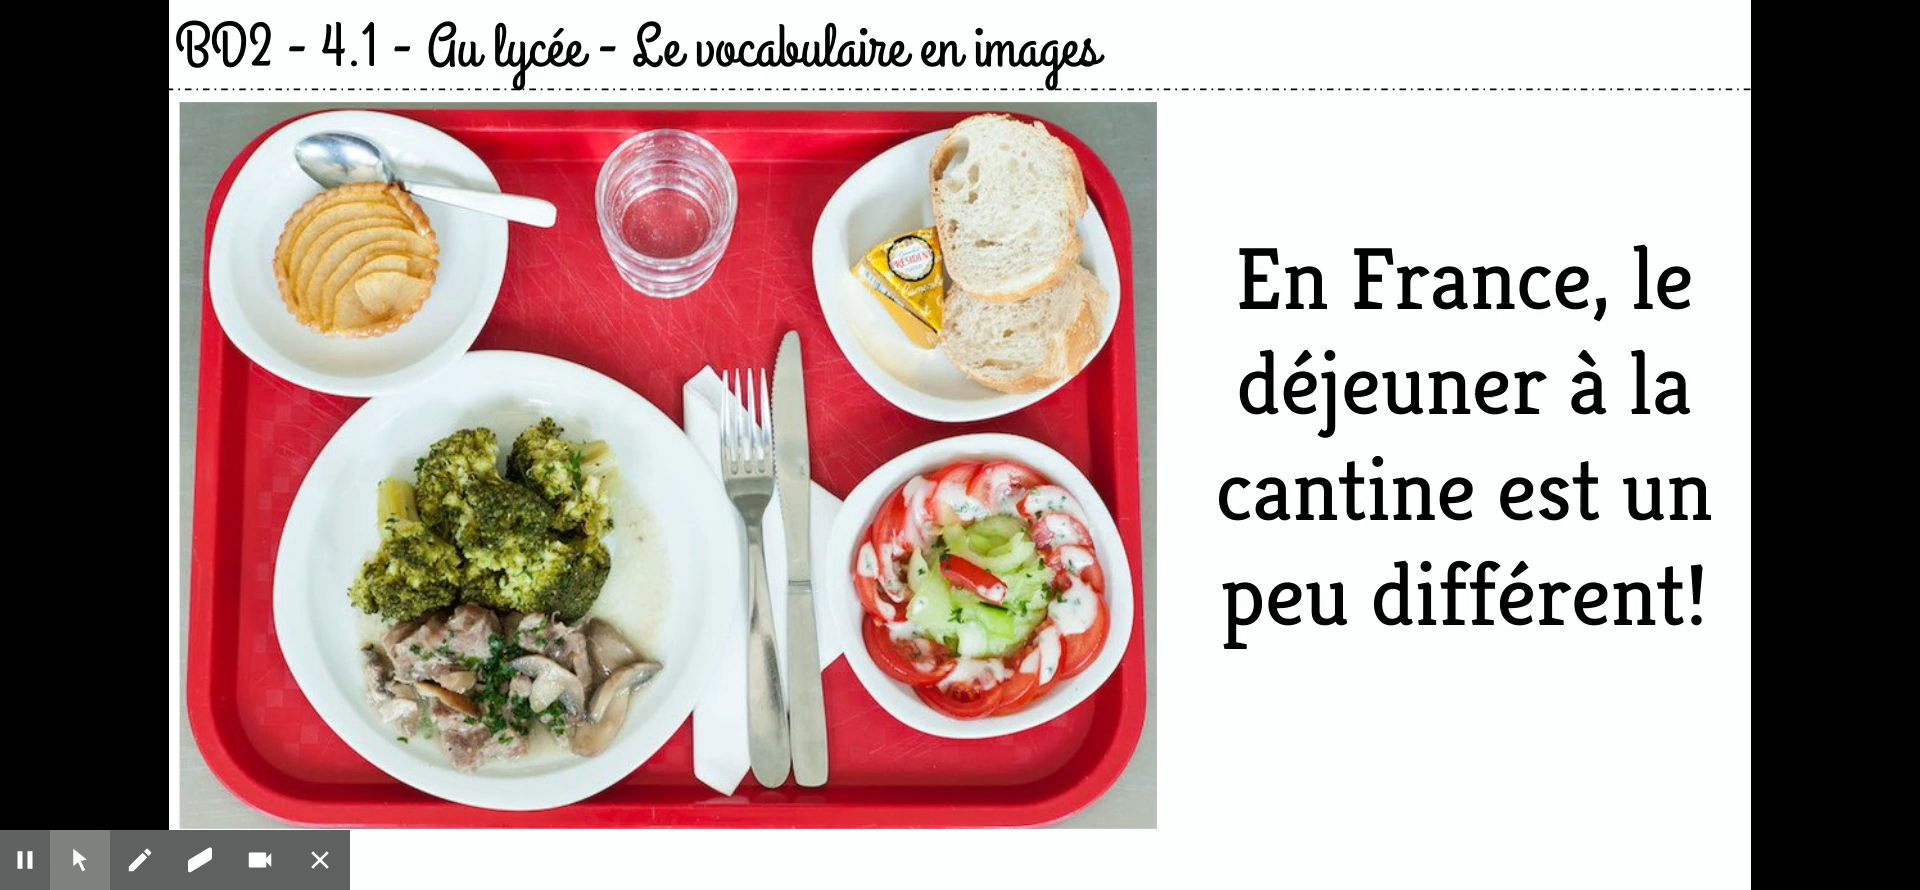 BD2 - 4.1 - Au lycée - Le vocabulaire en images
PRÉSIDENT
En France, le
déjeuner à la
cantine est un
peu différent!